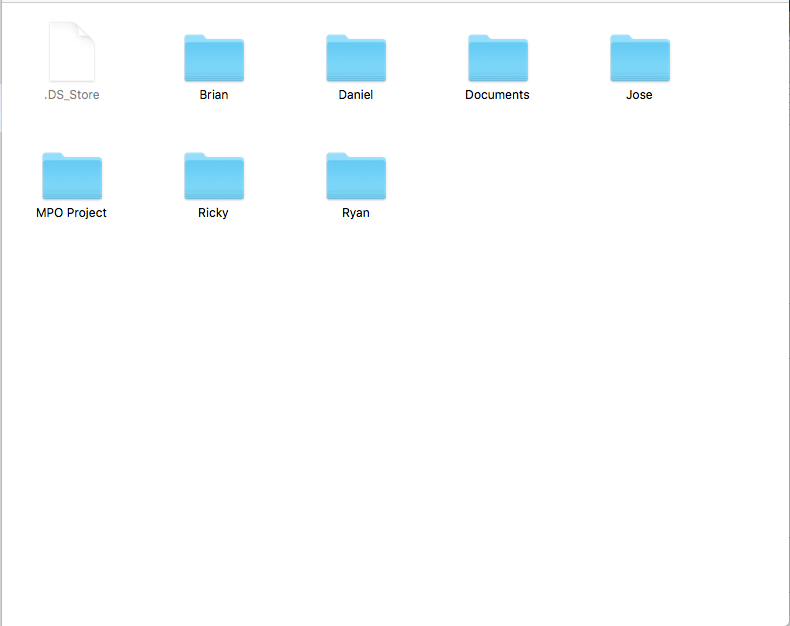 .DS_Store
Brian
Daniel
Documents
Jose
MPO Project
Ricky
Ryan